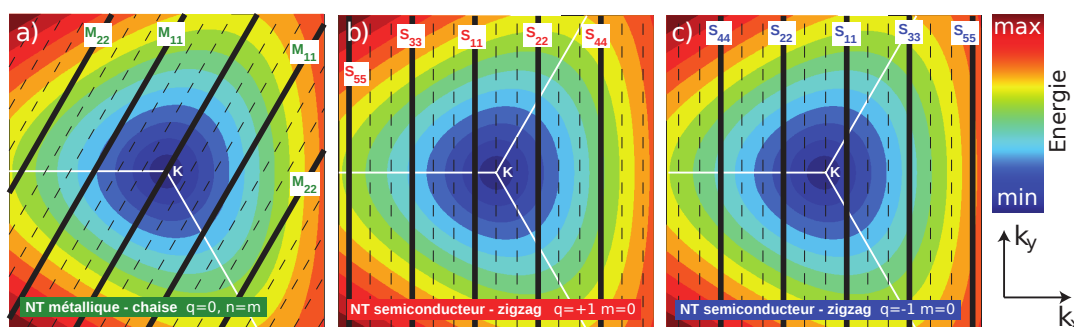 a)
M22
M11
M11
M22
K
NT métallique - chaise q=0, n=m
b)
S33
S11
S22
S44
S55
K
NT semiconducteur - zigzag q=+1 m=0
c)
S44
S22
S11
S33
S55
K
NT semiconducteur - zigzag q=-1 m=0
max
min
Energie
ky